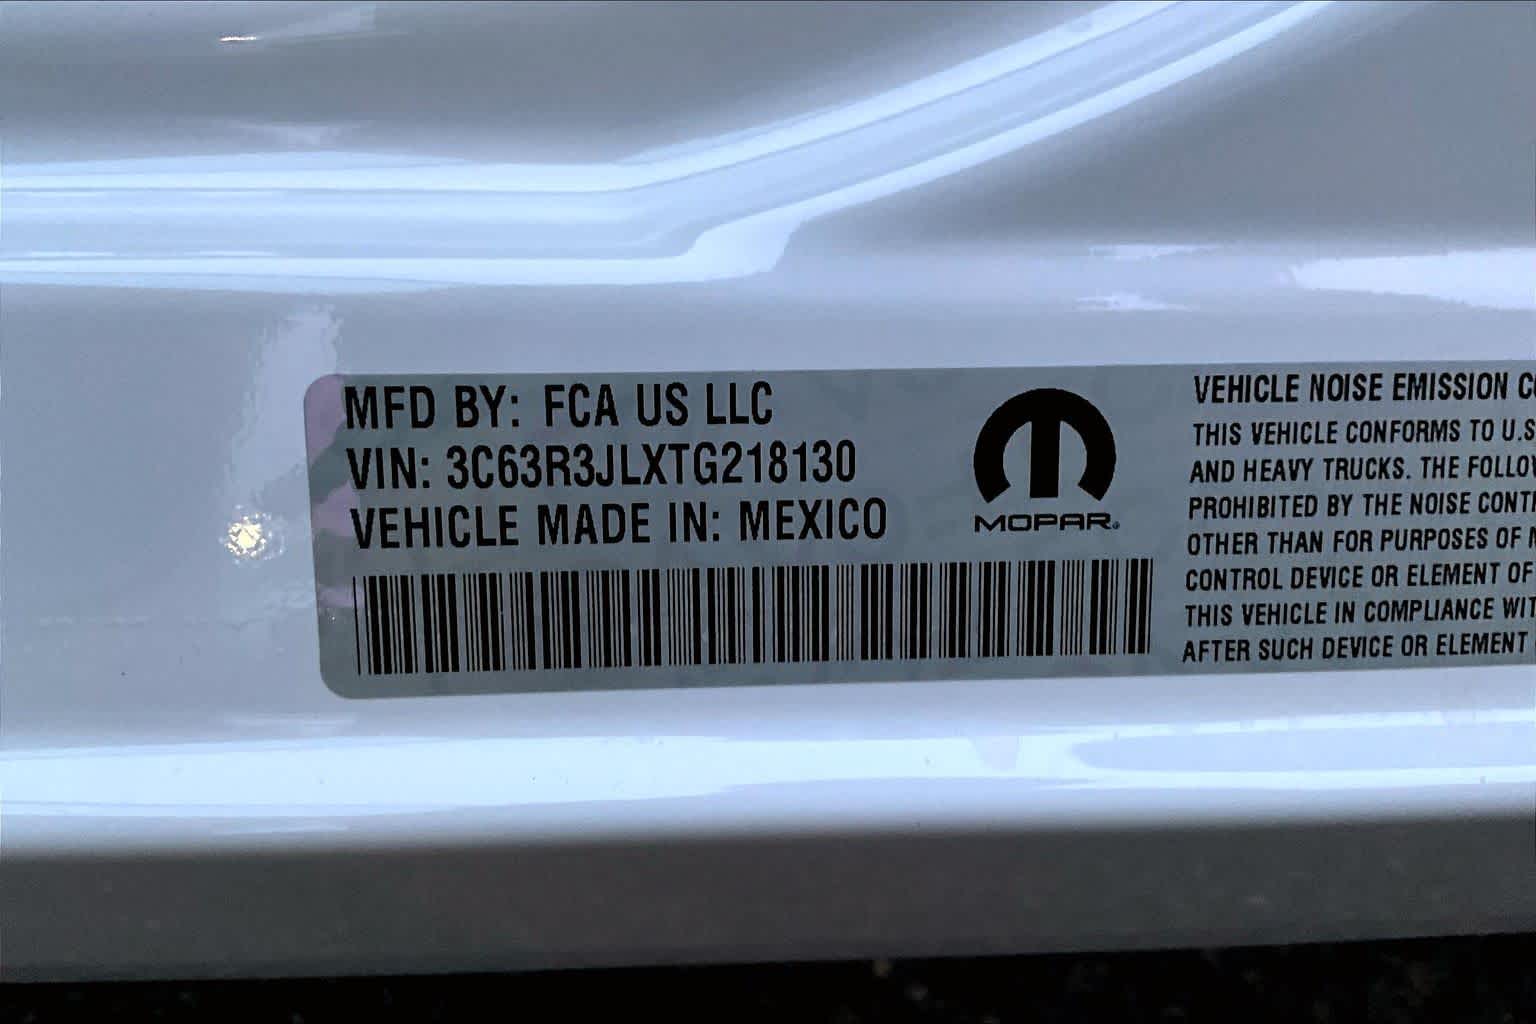 MFD BY: FCA US LLC
VIN: 3C63R3JLXTG218130
VEHICLE MADE IN: MEXICO
MOPAR®
VEHICLE NOISE EMISSION
THIS VEHICLE CONFORMS TO U.S
AND HEAVY TRUCKS. THE
PROHIBITED BY THE NOISE
OTHER THAN FOR PURPOSES OF
CONTROL DEVICE OR ELEMENT OF
THIS VEHICLE IN COMPLIANCE
AFTER SUCH DEVICE OR ELEMENT